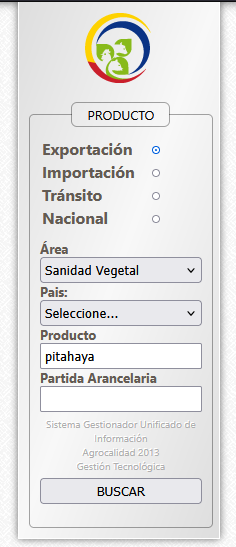 PRODUCTO
Exportación
Importación
Tránsito
Nacional
Área
Sanidad Vegetal
Pais:
Seleccione...
Producto
pitahaya
Partida Arancelaria
Sistema Gestionador Unificado de
Información
Agrocalidad 2013
Gestión Tecnológica
BUSCAR